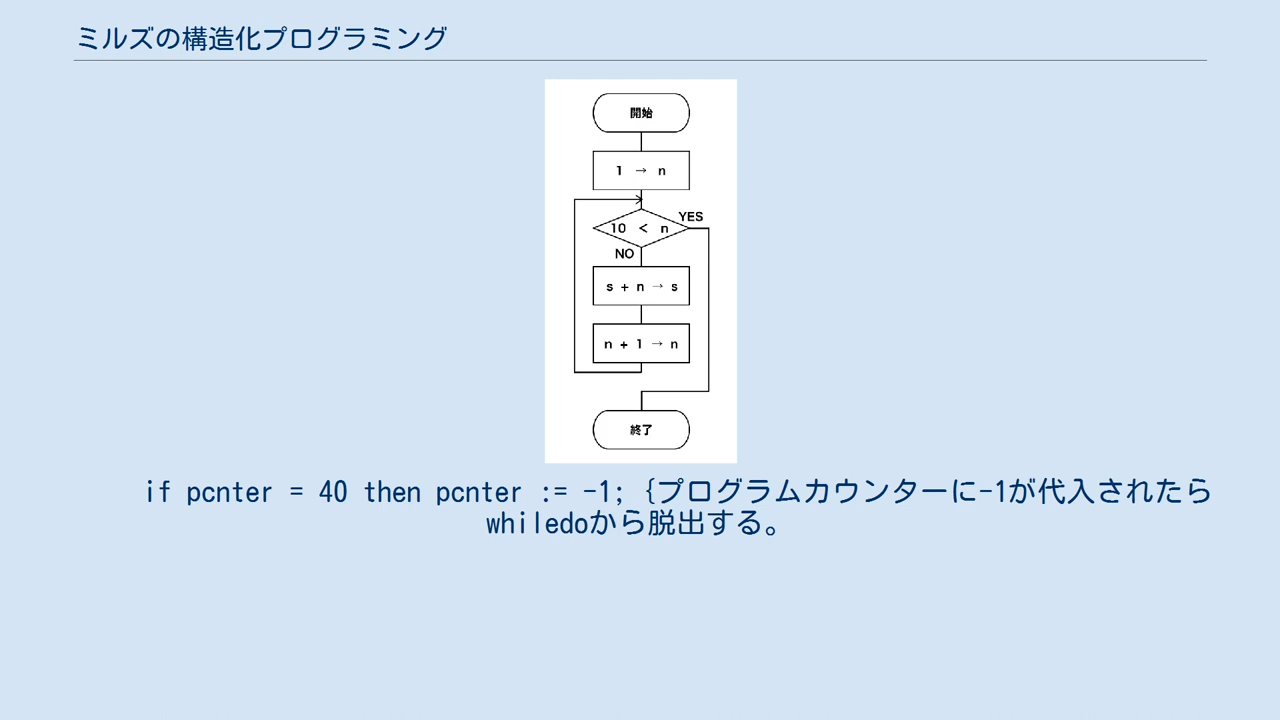 ミルズの構造化プログラミング
開始
1 → n
YES
10 < n
NO
s + n → s
n + 1 → n
終了
if pcnter = 40 then pcnter := -1; {プログラムカウンターに-1が代入されたら
whiledoから脱出する。